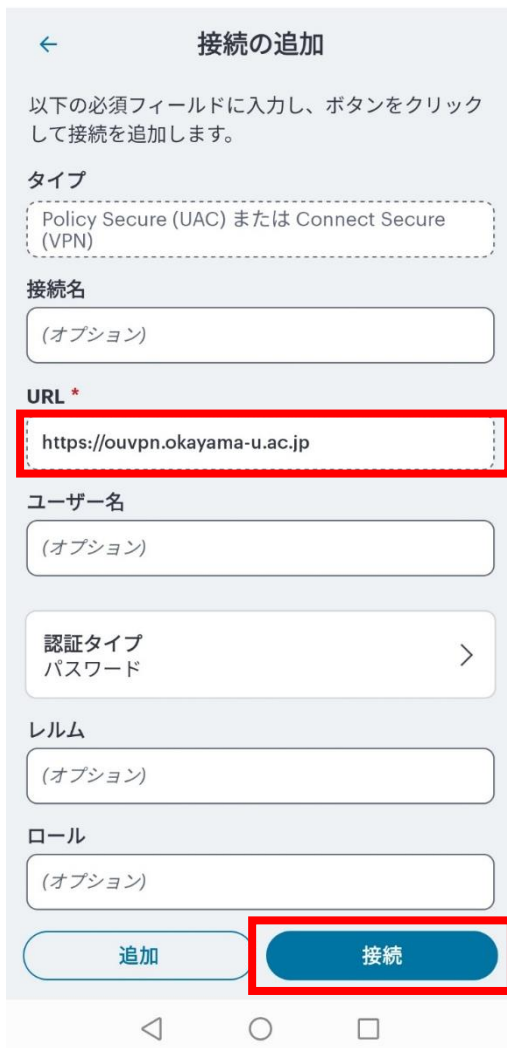 接続の追加
以下の必須フィールドに入力し、ボタンをクリック
して接続を追加します。
タイプ
Policy Secure (UAC) または Connect Secure
(VPN)
接続名
(オプション)
URL *
https://ouvpn.okayama-u.ac.jp
ユーザー名
(オプション)
認証タイプ
パスワード
レルム
(オプション)
ロール
(オプション)
追加
接続